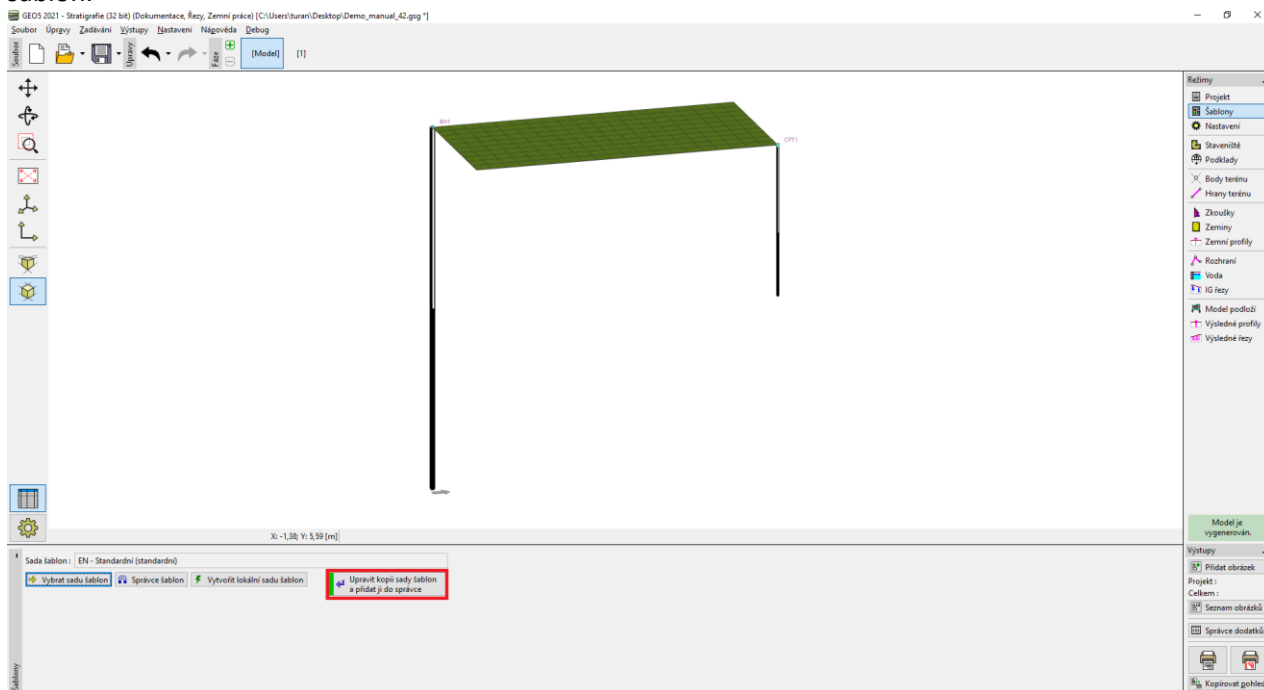 šablon.
GEO5 2021 - Stratigrafie (32 bit) (Dokumentace, Řezy, Zemní práce) [C:\Users\turan\Desktop\Demo_manual_42.gsg *]
Soubor Úpravy Zadávání Výstupy Nastavení Nápověda Debug
Soubor
Úpravy
Fáze
[Model] [1]
BH1
CPT1
X: -1,38; Y: 5,59 [m]
Režimy
Projekt
Šablony
Nastavení
Staveniště
Podklady
Body terénu
Hrany terénu
Zkoušky
Zeminy
Zemní profily
Rozhraní
Voda
IG řezy
Model podloží
Výsledné profily
Výsledné řezy
Model je
vygenerován.
Sada šablon : EN - Standardní (standardní)
Vybrat sadu šablon Správce šablon Vytvořit lokální sadu šablon
Upravit kopii sady šablon
a přidat ji do správce
Šablony
Výstupy
Přidat obrázek
Projekt :
Celkem :
Seznam obrázků
Správce dodatků
Kopírovat pohled